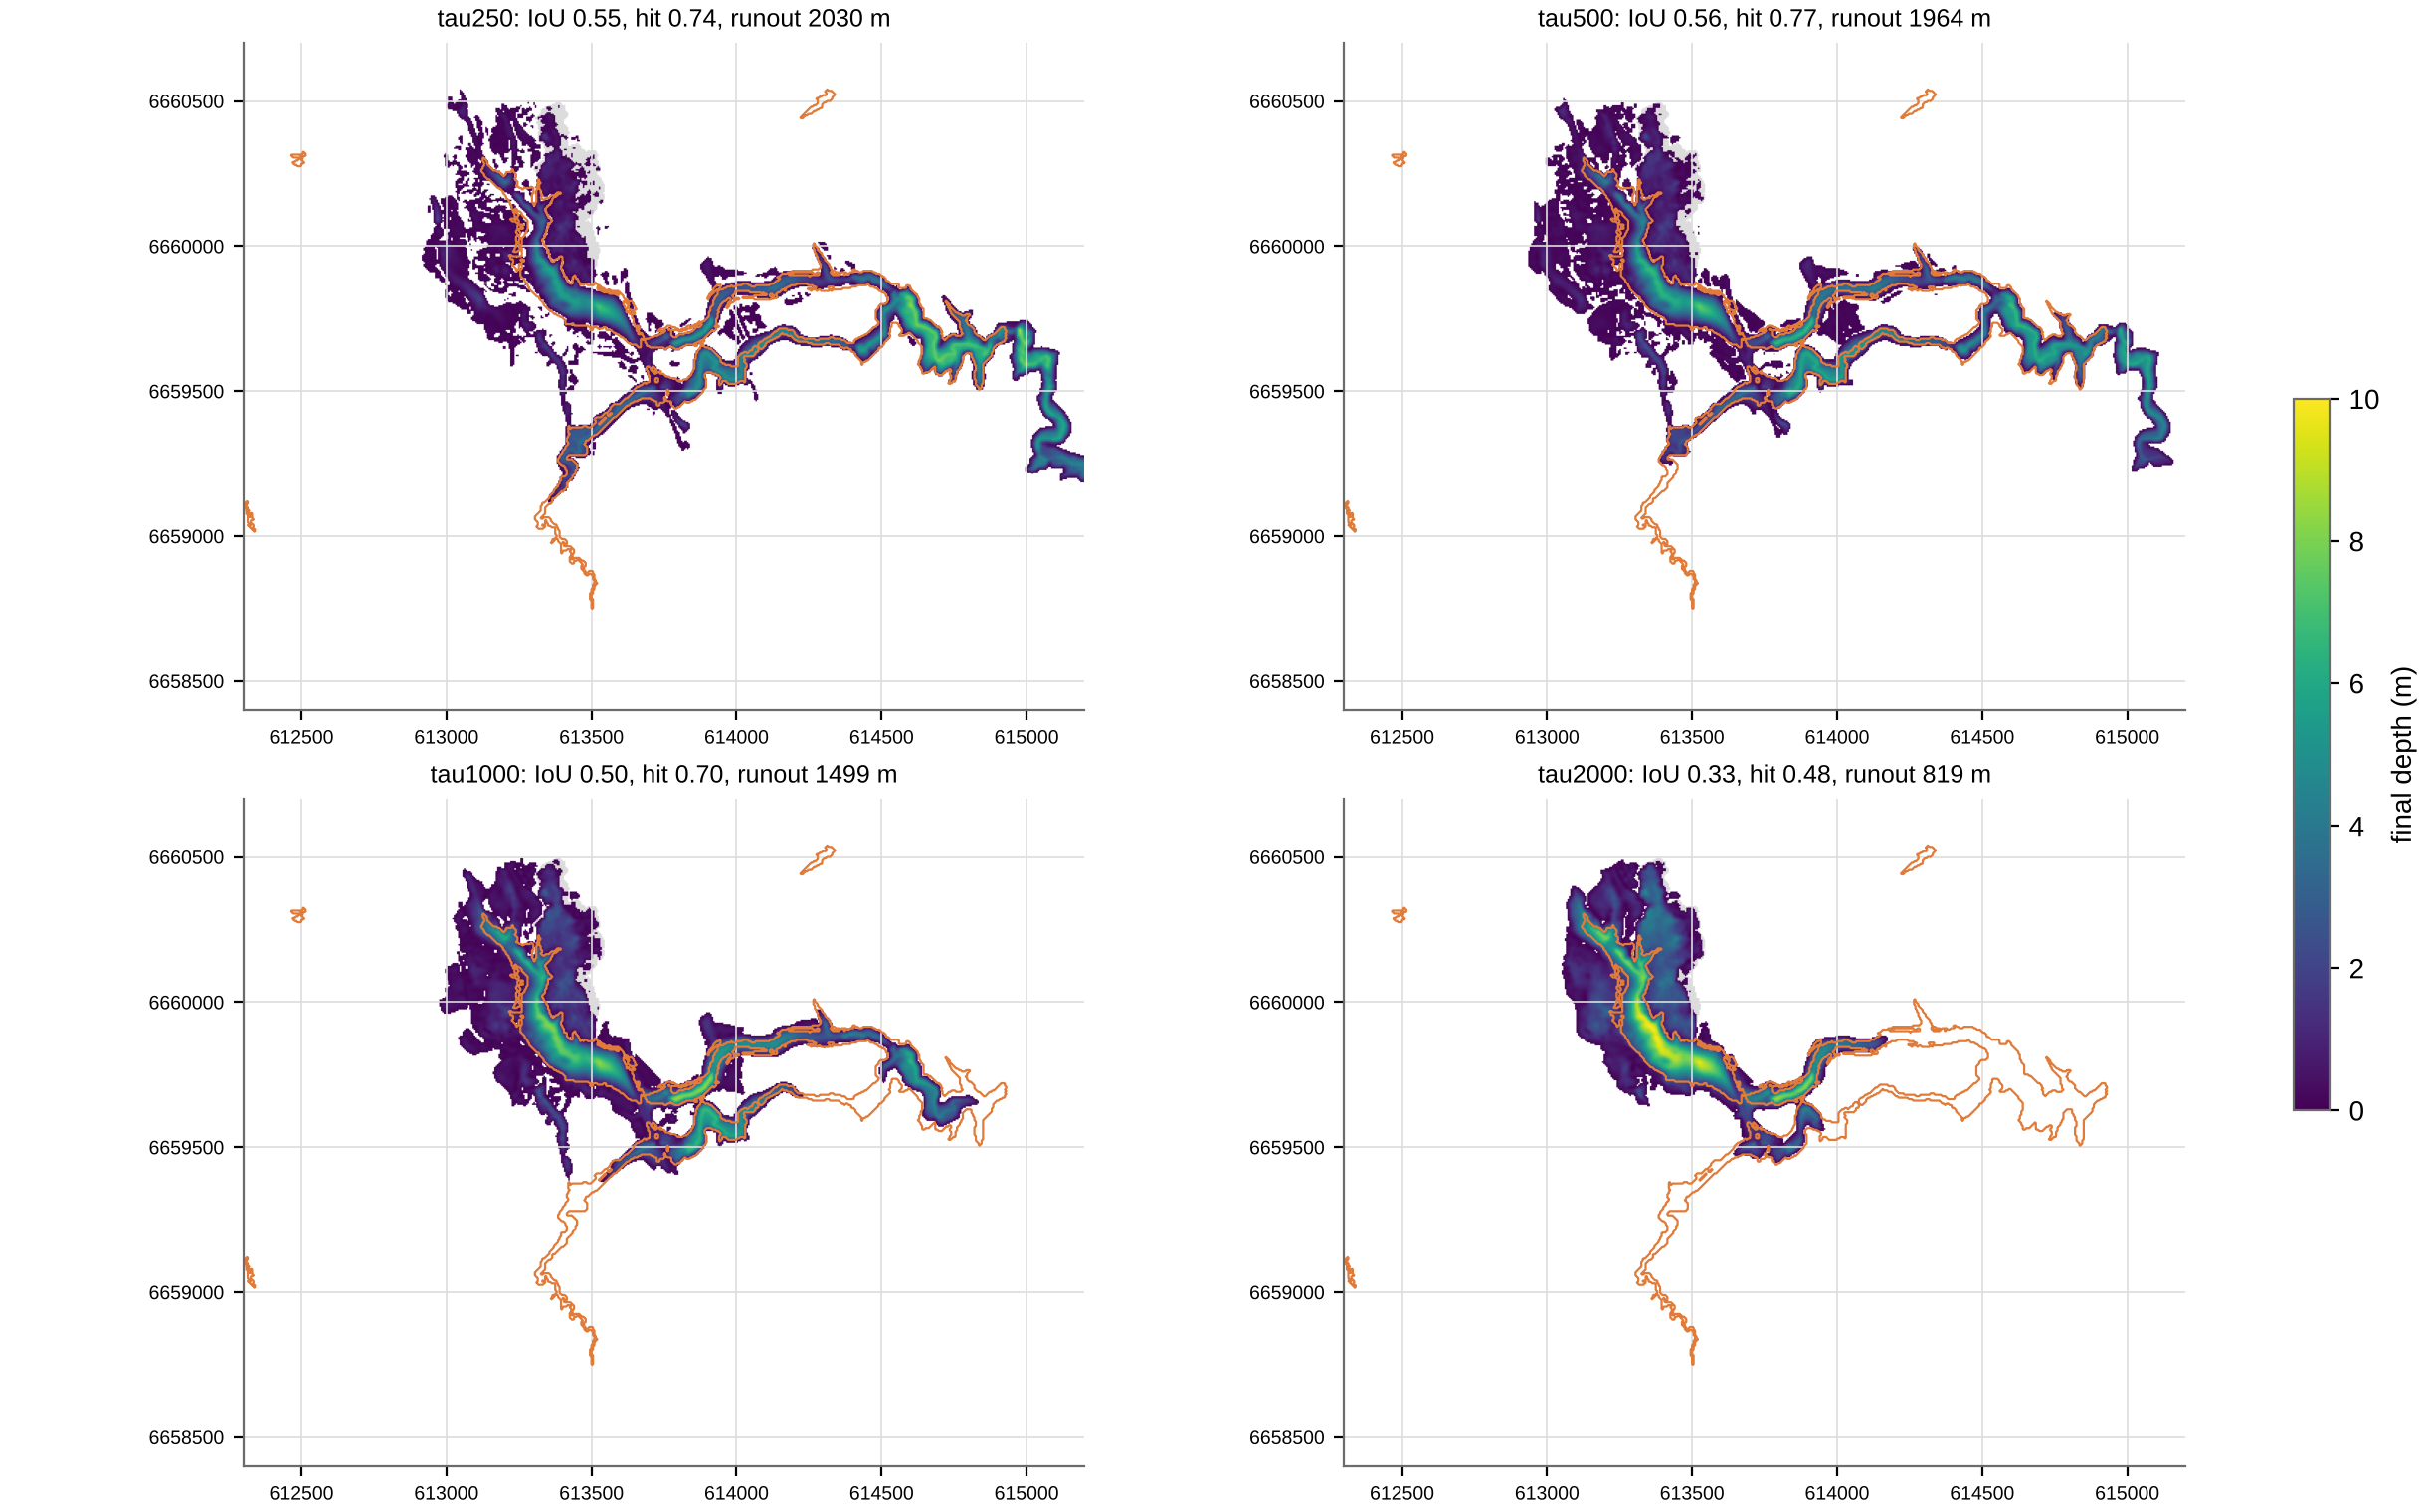 tau250: IoU 0.55, hit 0.74, runout 2030 m
6660500
6660000
6659500
6659000
6658500
612500 613000 613500 614000 614500 615000
tau500: IoU 0.56, hit 0.77, runout 1964 m
6660500
6660000
6659500
6659000
6658500
612500 613000 613500 614000 614500 615000
tau1000: IoU 0.50, hit 0.70, runout 1499 m
6660500
6660000
6659500
6659000
6658500
612500 613000 613500 614000 614500 615000
tau2000: IoU 0.33, hit 0.48, runout 819 m
6660500
6660000
6659500
6659000
6658500
612500 613000 613500 614000 614500 615000
10
8
6
4
2
0
final depth (m)